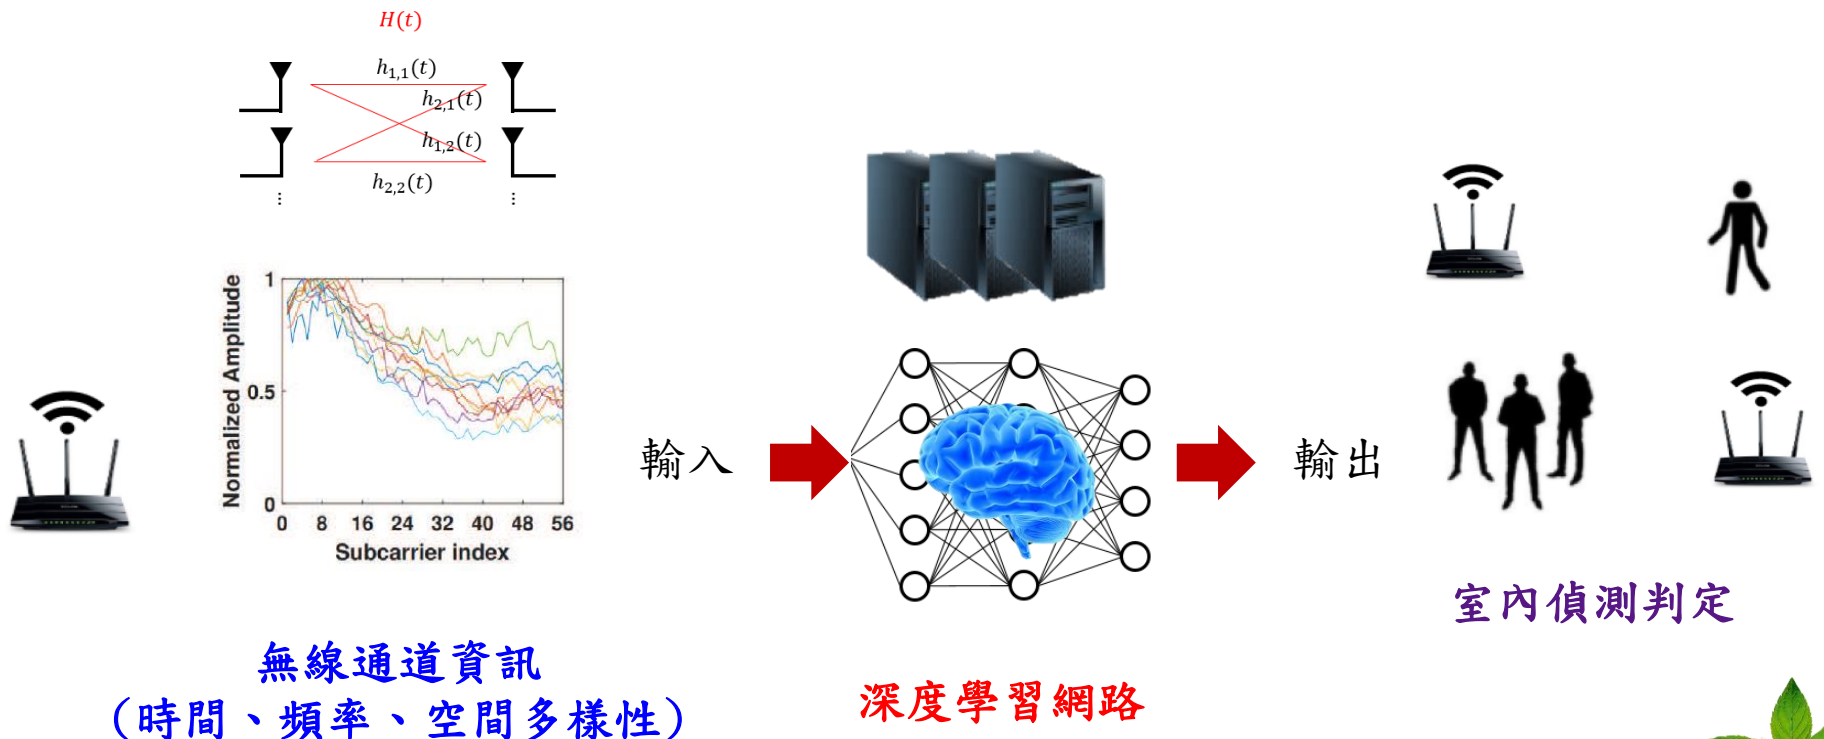 H(t)
h₁,₁(t)
h₂,₁(t)
h₁,₂(t)
h₂,₂(t)
⋮ ⋮
Normalized Amplitude
1
0.5
0
0 8 16 24 32 40 48 56
Subcarrier index
輸入
輸出
無線通道資訊
(時間、頻率、空間多樣性)
深度學習網路
室內偵測判定